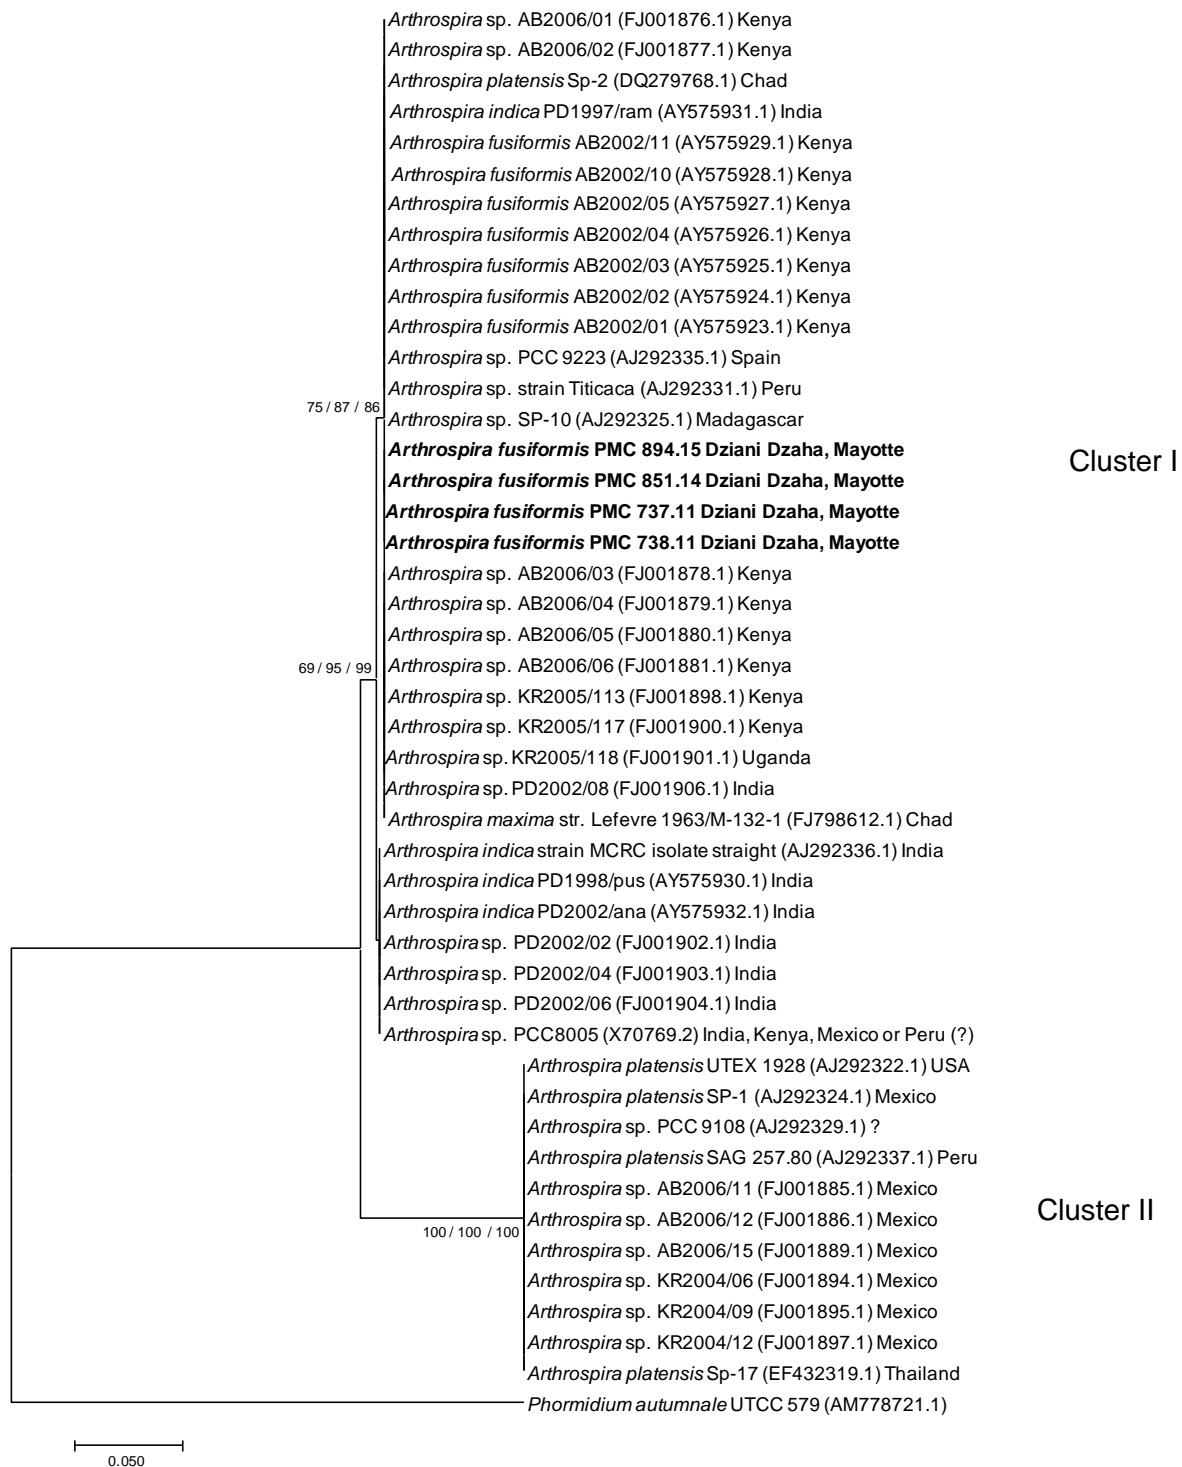 Arthrospira sp. AB2006/01 (FJ001876.1) Kenya
Arthrospira sp. AB2006/02 (FJ001877.1) Kenya
Arthrospira platensis Sp-2 (DQ279768.1) Chad
Arthrospira indica PD1997/ram (AY575931.1) India
Arthrospira fusiformis AB2002/11 (AY575929.1) Kenya
Arthrospira fusiformis AB2002/10 (AY575928.1) Kenya
Arthrospira fusiformis AB2002/05 (AY575927.1) Kenya
Arthrospira fusiformis AB2002/04 (AY575926.1) Kenya
Arthrospira fusiformis AB2002/03 (AY575925.1) Kenya
Arthrospira fusiformis AB2002/02 (AY575924.1) Kenya
Arthrospira fusiformis AB2002/01 (AY575923.1) Kenya
Arthrospira sp. PCC 9223 (AJ292335.1) Spain
Arthrospira sp. strain Titicaca (AJ292331.1) Peru
75 / 87 / 86
Arthrospira sp. SP-10 (AJ292325.1) Madagascar
Arthrospira fusiformis PMC 894.15 Dziani Dzaha, Mayotte
Cluster I
Arthrospira fusiformis PMC 851.14 Dziani Dzaha, Mayotte
Arthrospira fusiformis PMC 737.11 Dziani Dzaha, Mayotte
Arthrospira fusiformis PMC 738.11 Dziani Dzaha, Mayotte
Arthrospira sp. AB2006/03 (FJ001878.1) Kenya
Arthrospira sp. AB2006/04 (FJ001879.1) Kenya
Arthrospira sp. AB2006/05 (FJ001880.1) Kenya
69 / 95 / 99
Arthrospira sp. AB2006/06 (FJ001881.1) Kenya
Arthrospira sp. KR2005/113 (FJ001898.1) Kenya
Arthrospira sp. KR2005/117 (FJ001900.1) Kenya
Arthrospira sp. KR2005/118 (FJ001901.1) Uganda
Arthrospira sp. PD2002/08 (FJ001906.1) India
Arthrospira maxima str. Lefevre 1963/M-132-1 (FJ798612.1) Chad
Arthrospira indica strain MCRC isolate straight (AJ292336.1) India
Arthrospira indica PD1998/pus (AY575930.1) India
Arthrospira indica PD2002/ana (AY575932.1) India
Arthrospira sp. PD2002/02 (FJ001902.1) India
Arthrospira sp. PD2002/04 (FJ001903.1) India
Arthrospira sp. PD2002/06 (FJ001904.1) India
Arthrospira sp. PCC8005 (X70769.2) India, Kenya, Mexico or Peru (?)
Arthrospira platensis UTEX 1928 (AJ292322.1) USA
Arthrospira platensis SP-1 (AJ292324.1) Mexico
Arthrospira sp. PCC 9108 (AJ292329.1) ?
Arthrospira platensis SAG 257.80 (AJ292337.1) Peru
Arthrospira sp. AB2006/11 (FJ001885.1) Mexico
Arthrospira sp. AB2006/12 (FJ001886.1) Mexico
Cluster II
100 / 100 / 100
Arthrospira sp. AB2006/15 (FJ001889.1) Mexico
Arthrospira sp. KR2004/06 (FJ001894.1) Mexico
Arthrospira sp. KR2004/09 (FJ001895.1) Mexico
Arthrospira sp. KR2004/12 (FJ001897.1) Mexico
Arthrospira platensis Sp-17 (EF432319.1) Thailand
Phormidium autumnale UTCC 579 (AM778721.1)
0.050